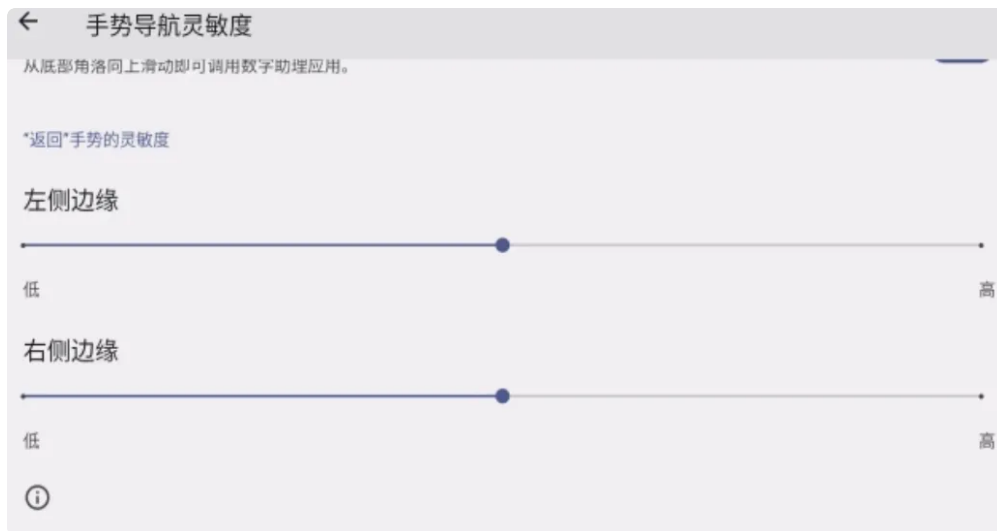 手势导航灵敏度
从底部角落向上滑动即可调用数字助理应用。
“返回”手势的灵敏度
左侧边缘
低 高
右侧边缘
低 高